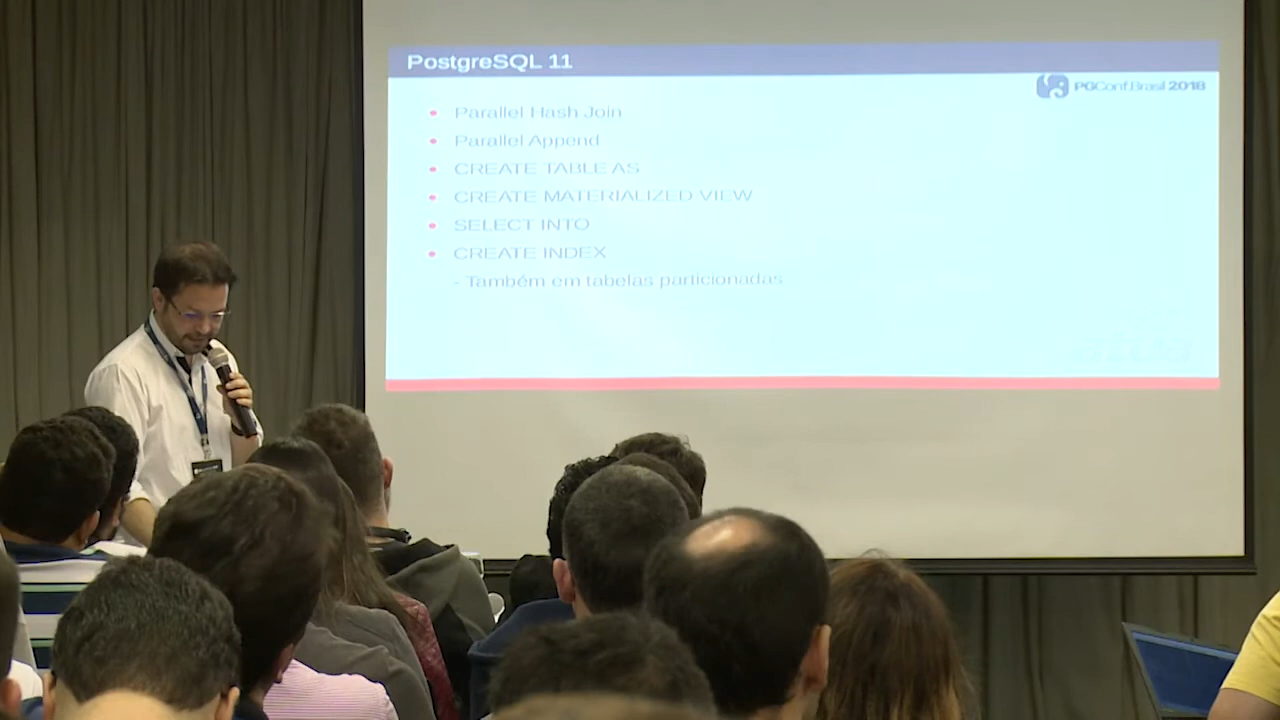 PostgreSQL 11
PGConf.Brasil 2018
Parallel Hash Join
Parallel Append
CREATE TABLE AS
CREATE MATERIALIZED VIEW
SELECT INTO
CREATE INDEX
- Também em tabelas particionadas